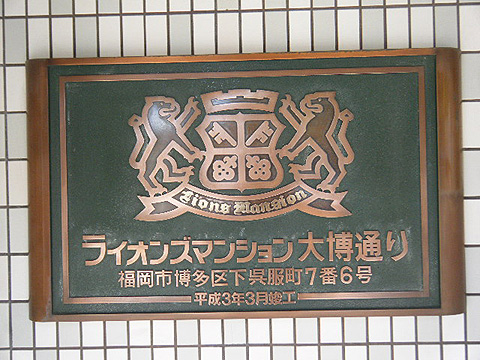 Lions Mansion
ライオンズマンション大博通り
福岡市博多区下呉服町7番6号
平成3年3月竣工